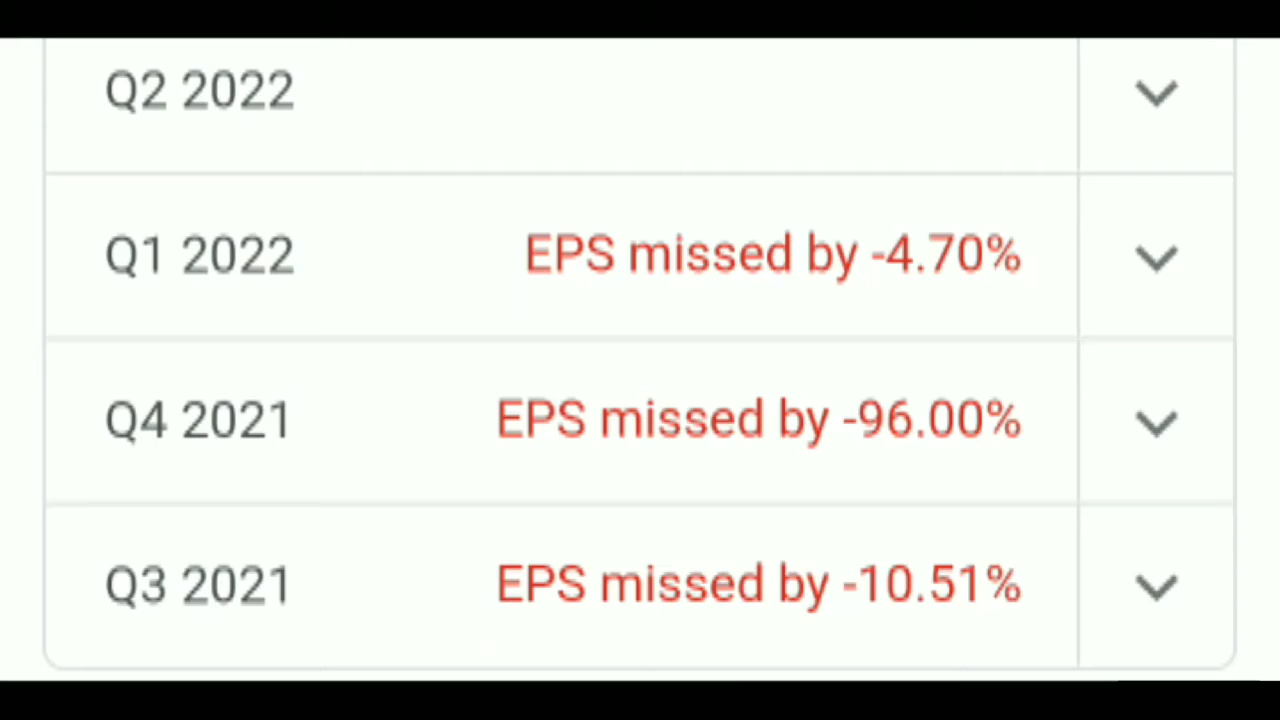 Q2 2022
Q1 2022 EPS missed by -4.70%
Q4 2021 EPS missed by -96.00%
Q3 2021 EPS missed by -10.51%